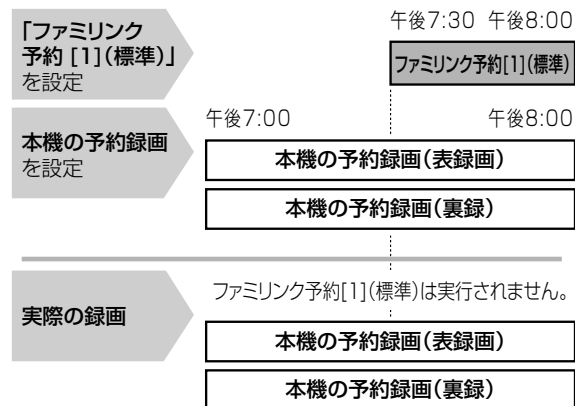 「ファミリンク
予約 [1](標準)」
を設定
午後7:30 午後8:00
ファミリンク予約[1](標準)
本機の予約録画
を設定
午後7:00 午後8:00
本機の予約録画(表録画)
本機の予約録画(裏録)
実際の録画
ファミリンク予約[1](標準)は実行されません。
本機の予約録画(表録画)
本機の予約録画(裏録)